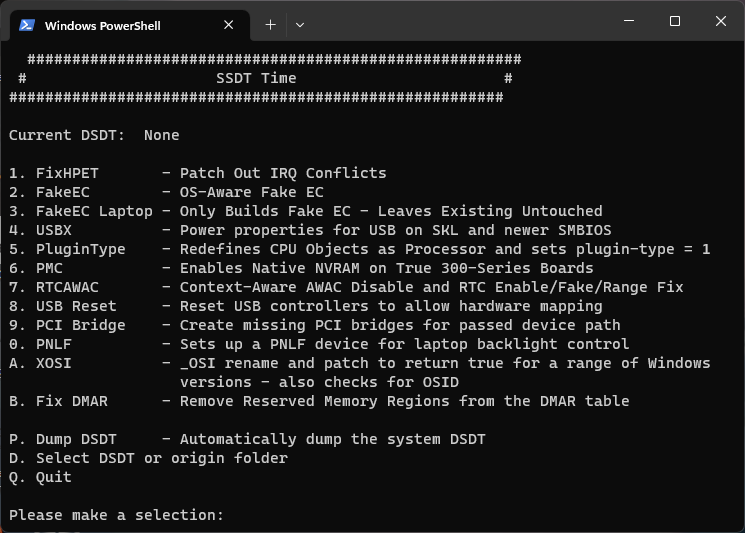 Windows PowerShell
#######################################################
# SSDT Time #
#######################################################
Current DSDT: None
1. FixHPET - Patch Out IRQ Conflicts
2. FakeEC - OS-Aware Fake EC
3. FakeEC Laptop - Only Builds Fake EC - Leaves Existing Untouched
4. USBX - Power properties for USB on SKL and newer SMBIOS
5. PluginType - Redefines CPU Objects as Processor and sets plugin-type = 1
6. PMC - Enables Native NVRAM on True 300-Series Boards
7. RTCAWAC - Context-Aware AWAC Disable and RTC Enable/Fake/Range Fix
8. USB Reset - Reset USB controllers to allow hardware mapping
9. PCI Bridge - Create missing PCI bridges for passed device path
0. PNLF - Sets up a PNLF device for laptop backlight control
A. XOSI - _OSI rename and patch to return true for a range of Windows
versions - also checks for OSID
B. Fix DMAR - Remove Reserved Memory Regions from the DMAR table
P. Dump DSDT - Automatically dump the system DSDT
D. Select DSDT or origin folder
Q. Quit
Please make a selection: